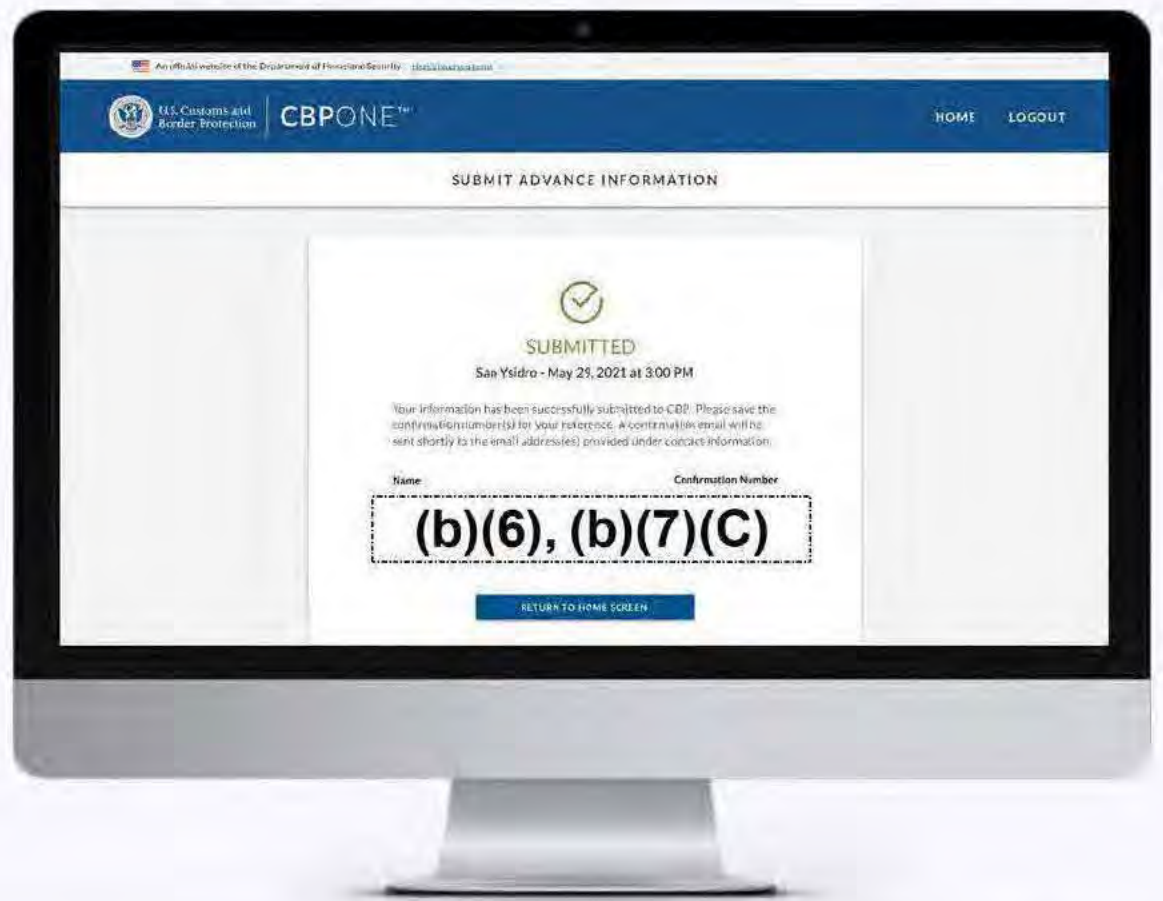 An official website of the Department of Homeland Security
U.S. Customs and
Border Protection
CBPONE™
HOME LOGOUT
SUBMIT ADVANCE INFORMATION
SUBMITTED
San Ysidro - May 29, 2021 at 3:00 PM
Your information has been successfully submitted to CBP. Please save the
confirmation number(s) for your reference. A confirmation email will be
sent shortly to the email address(es) provided under contact information.
Name Confirmation Number
(b)(6), (b)(7)(C)
RETURN TO HOME SCREEN